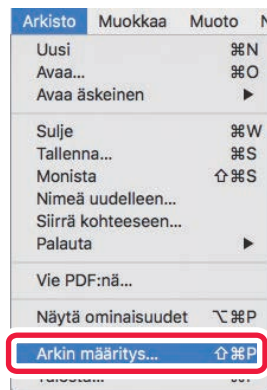 Arkisto Muokkaa Muoto
Uusi ⌘N
Avaa... ⌘O
Avaa äskeinen ▶
Sulje ⌘W
Tallenna... ⌘S
Monista ⇧⌘S
Nimeä uudelleen...
Siirrä kohteeseen...
Palauta ▶
Vie PDF:nä...
Näytä ominaisuudet ⌥⌘P
Arkin määritys... ⇧⌘P